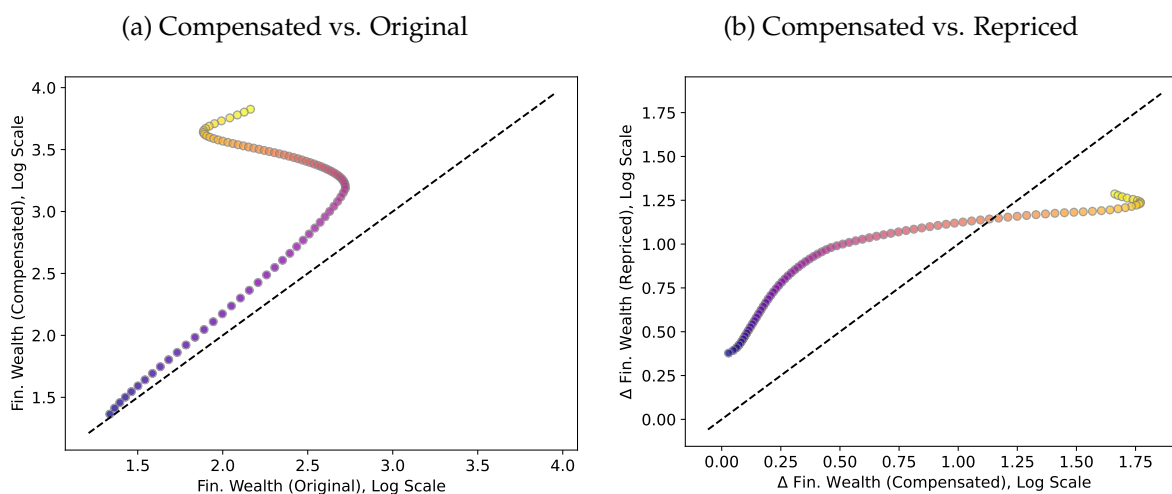 (a) Compensated vs. Original
Fin. Wealth (Compensated), Log Scale
4.0
3.5
3.0
2.5
2.0
1.5
1.5 2.0 2.5 3.0 3.5 4.0
Fin. Wealth (Original), Log Scale
(b) Compensated vs. Repriced
Δ Fin. Wealth (Repriced), Log Scale
1.75
1.50
1.25
1.00
0.75
0.50
0.25
0.00
0.00 0.25 0.50 0.75 1.00 1.25 1.50 1.75
Δ Fin. Wealth (Compensated), Log Scale